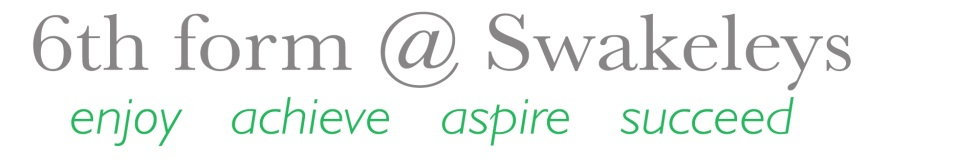 6th form @ Swakeleys
enjoy achieve aspire succeed